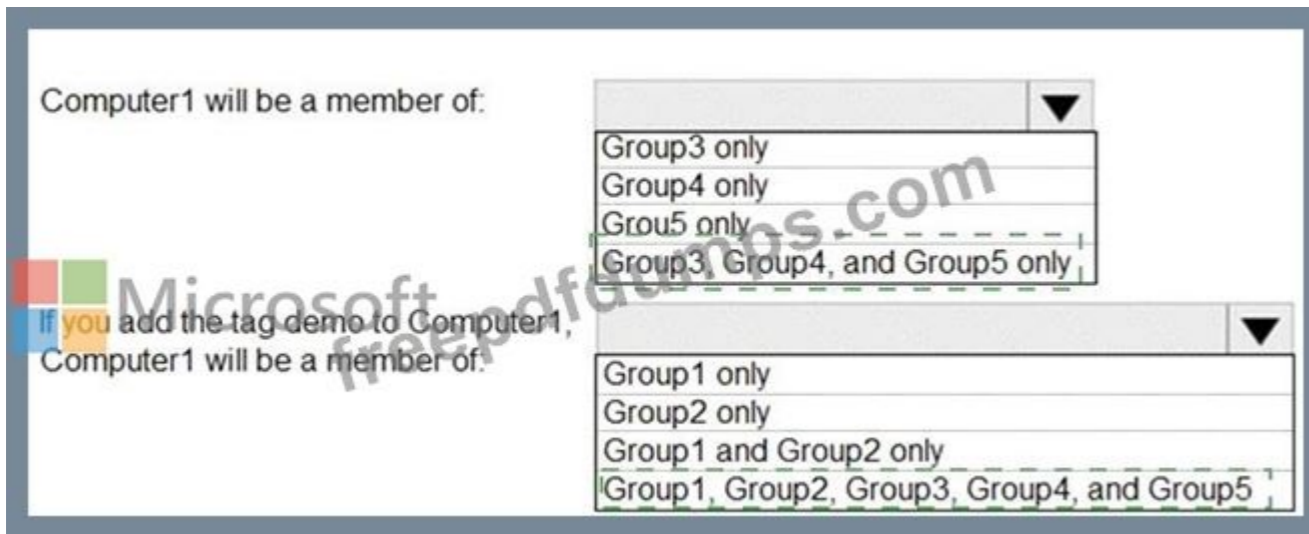 Computer1 will be a member of:
Group3 only
Group4 only
Grou5 only
Group3, Group4, and Group5 only
If you add the tag demo to Computer1,
Computer1 will be a member of:
Group1 only
Group2 only
Group1 and Group2 only
Group1, Group2, Group3, Group4, and Group5
Microsoft
freepdfdumps.com